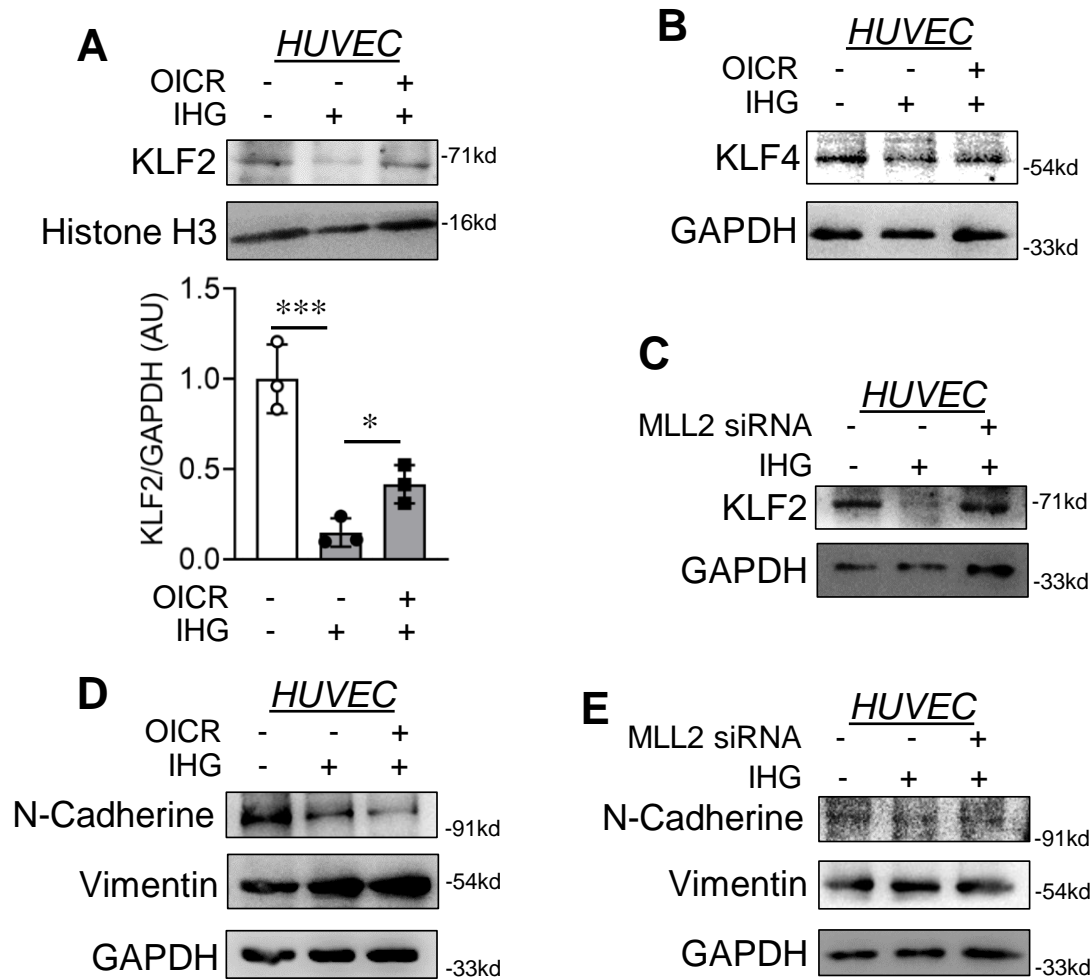 A
HUVEC
OICR - - +
IHG - + +
KLF2 -71kd
Histone H3 -16kd
KLF2/GAPDH (AU)
1.5
1.0
0.5
0.0
***
*
OICR - - +
IHG - + +
B
HUVEC
OICR - - +
IHG - + +
KLF4 -54kd
GAPDH -33kd
C
HUVEC
MLL2 siRNA - - +
IHG - + +
KLF2 -71kd
GAPDH -33kd
D
HUVEC
OICR - - +
IHG - + +
N-Cadherine -91kd
Vimentin -54kd
GAPDH -33kd
E
HUVEC
MLL2 siRNA - - +
IHG - + +
N-Cadherine -91kd
Vimentin -54kd
GAPDH -33kd